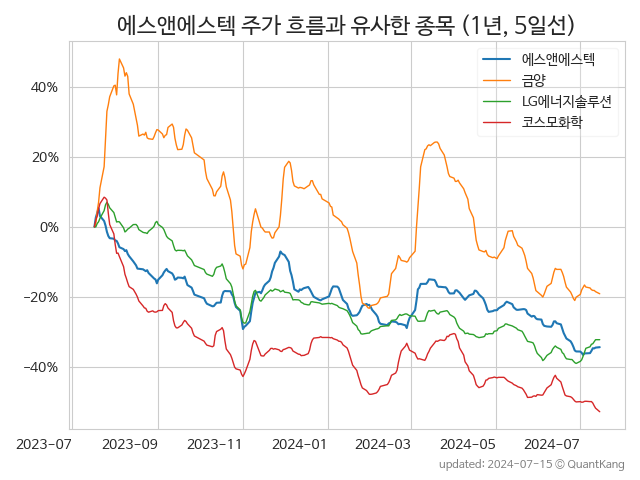 에스앤에스텍 주가 흐름과 유사한 종목 (1년, 5일선)
에스앤에스텍
금양
LG에너지솔루션
코스모화학
40%
20%
0%
−20%
−40%
2023-07 2023-09 2023-11 2024-01 2024-03 2024-05 2024-07
updated: 2024-07-15 © QuantKang